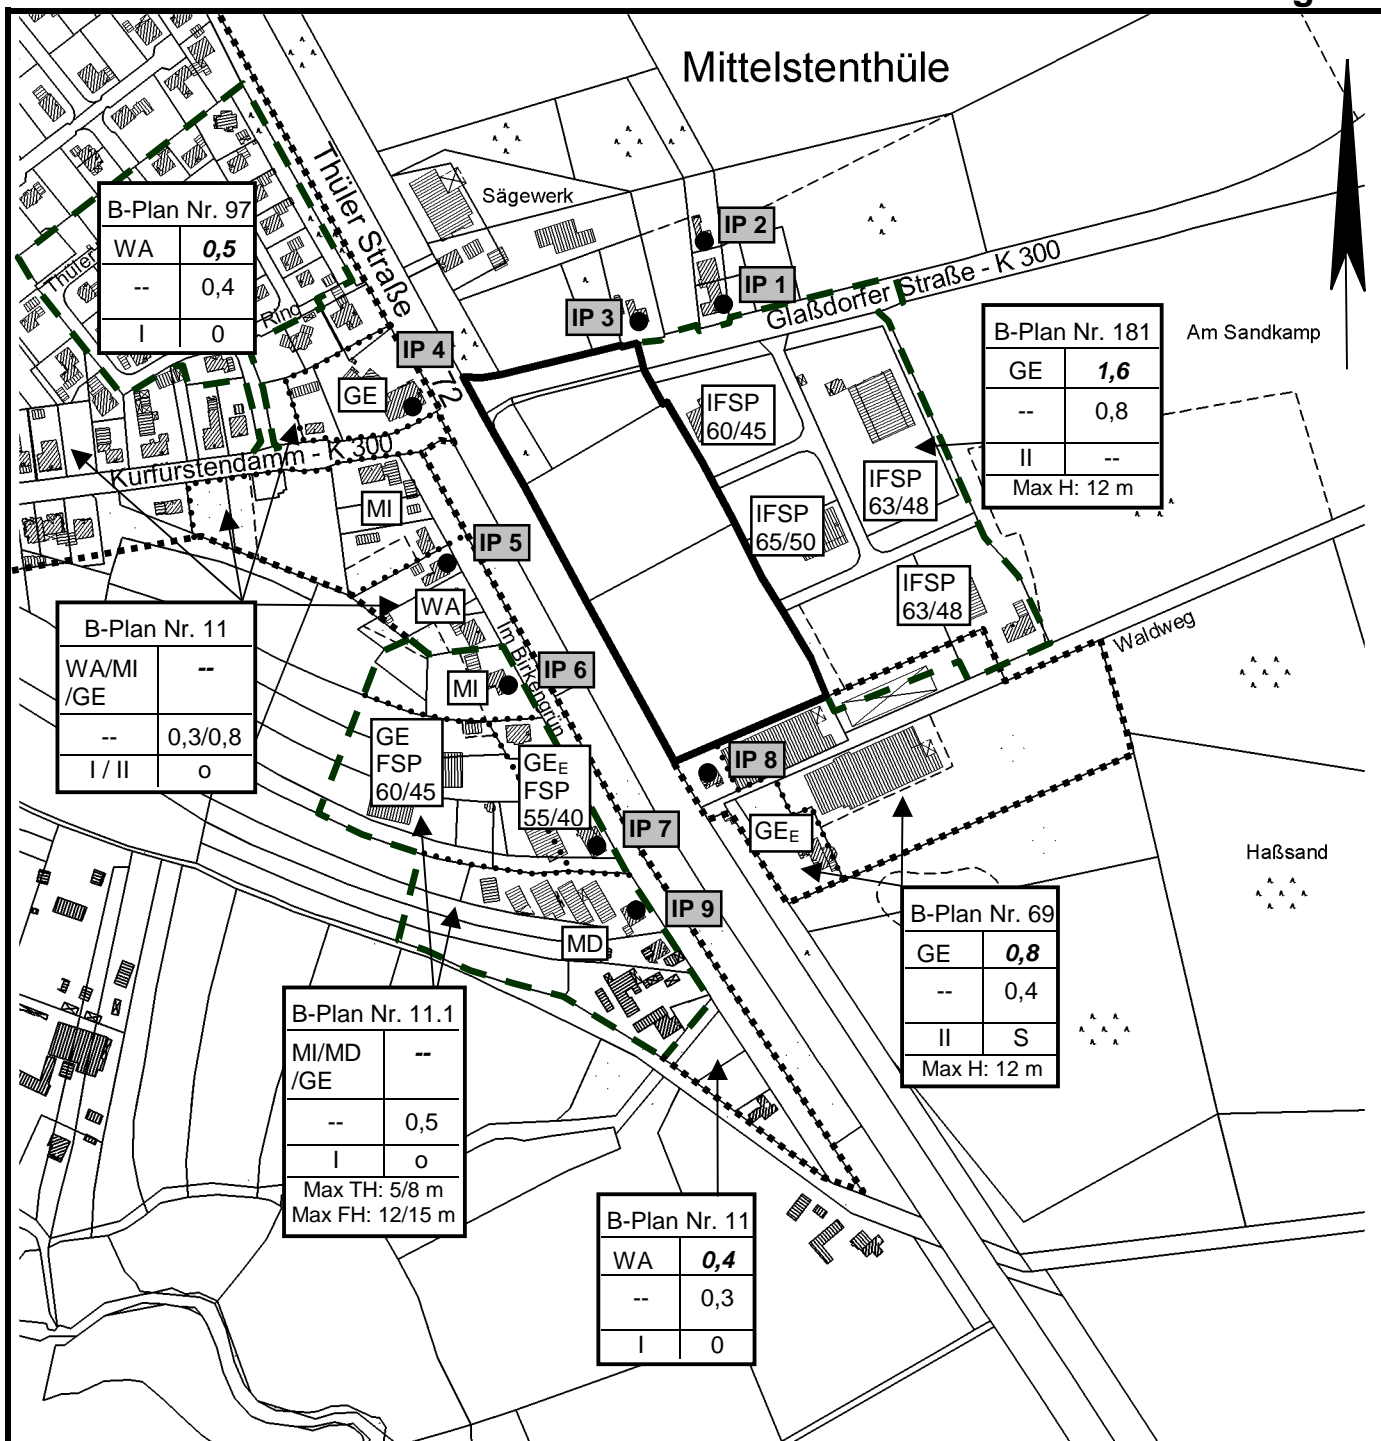 g
Mittelstenthüle
Thüler Straße
72
Sägewerk
IP 2
IP 1
IP 3
Glaßdorfer Straße - K 300
Am Sandkamp
B-Plan Nr. 97
WA 0,5
-- 0,4
I 0
Thüler
Ring
IP 4
GE
Kurfürstendamm - K 300
MI
IP 5
WA
Im Birkengrün
IFSP
60/45
IFSP
63/48
IFSP
65/50
IFSP
63/48
B-Plan Nr. 181
GE 1,6
-- 0,8
II --
Max H: 12 m
Waldweg
B-Plan Nr. 11
WA/MI --
/GE
-- 0,3/0,8
I / II o
IP 6
MI
GE
FSP
60/45
GEE
FSP
55/40
IP 7
IP 8
GEE
Haßsand
IP 9
MD
B-Plan Nr. 69
GE 0,8
-- 0,4
II S
Max H: 12 m
B-Plan Nr. 11.1
MI/MD --
/GE
-- 0,5
I o
Max TH: 5/8 m
Max FH: 12/15 m
B-Plan Nr. 11
WA 0,4
-- 0,3
I 0